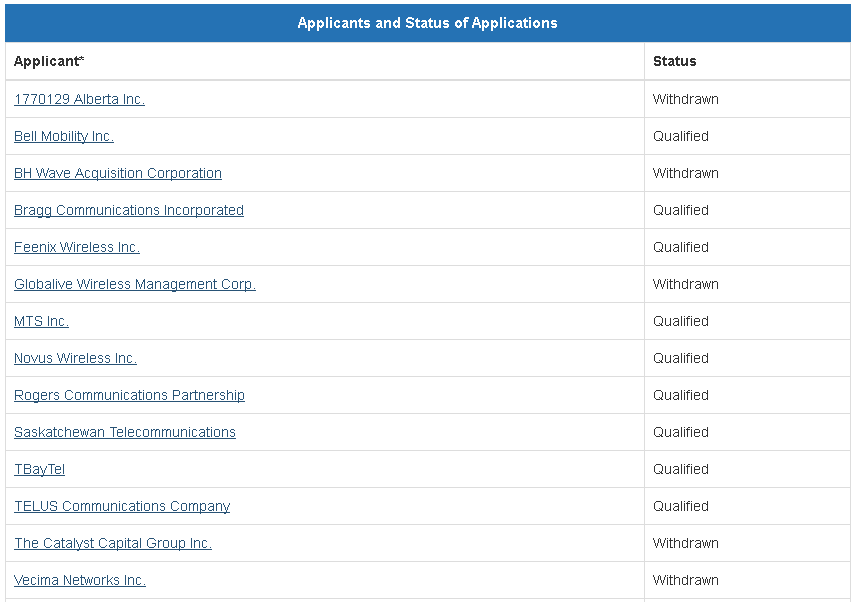 Applicants and Status of Applications
Applicant* Status
1770129 Alberta Inc. Withdrawn
Bell Mobility Inc. Qualified
BH Wave Acquisition Corporation Withdrawn
Bragg Communications Incorporated Qualified
Feenix Wireless Inc. Qualified
Globalive Wireless Management Corp. Withdrawn
MTS Inc. Qualified
Novus Wireless Inc. Qualified
Rogers Communications Partnership Qualified
Saskatchewan Telecommunications Qualified
TBayTel Qualified
TELUS Communications Company Qualified
The Catalyst Capital Group Inc. Withdrawn
Vecima Networks Inc. Withdrawn